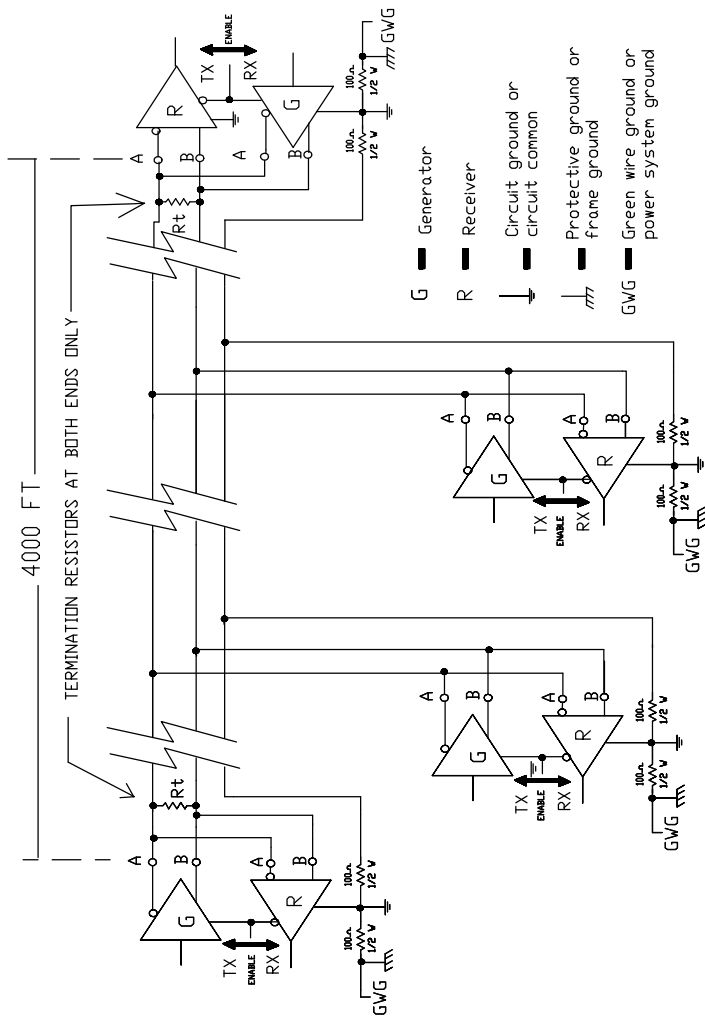 4000 FT
TERMINATION RESISTORS AT BOTH ENDS ONLY
A
B
Rt
G
TX
ENABLE
RX
A
B
R
100Ω
1/2 W
100Ω
1/2 W
GWG
A
B
Rt
R
TX
ENABLE
RX
A
B
G
100Ω
1/2 W
100Ω
1/2 W
GWG
A
B
G
TX
ENABLE
RX
A
B
R
100Ω
1/2 W
100Ω
1/2 W
GWG
A
B
G
TX
ENABLE
RX
A
B
R
100Ω
1/2 W
100Ω
1/2 W
GWG
G Generator
R Receiver
Circuit ground or
circuit common
Protective ground or
frame ground
GWG Green wire ground or
power system ground